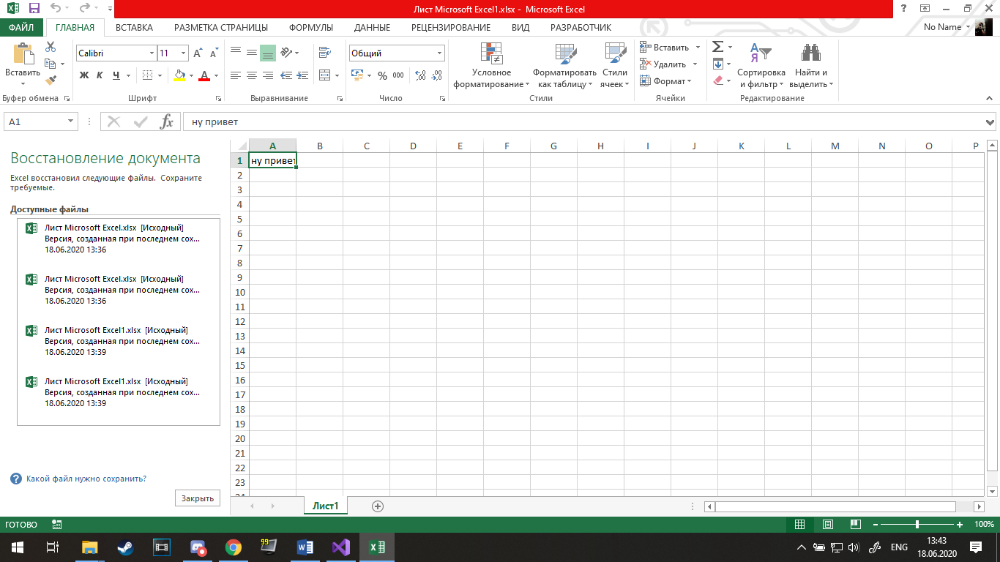 Лист Microsoft Excel1.xlsx - Microsoft Excel
ФАЙЛ ГЛАВНАЯ ВСТАВКА РАЗМЕТКА СТРАНИЦЫ ФОРМУЛЫ ДАННЫЕ РЕЦЕНЗИРОВАНИЕ ВИД РАЗРАБОТЧИК No Name
Calibri 11 Общий
Вставить
Ж К Ч А % 000
Условное форматирование
Форматировать как таблицу
Стили ячеек
Вставить
Удалить
Формат
Сортировка и фильтр
Найти и выделить
Буфер обмена Шрифт Выравнивание Число Стили Ячейки Редактирование
A1 fx ну привет
Восстановление документа
Excel восстановил следующие файлы. Сохраните
требуемые.
Доступные файлы
Лист Microsoft Excel.xlsx [Исходный]
Версия, созданная при последнем сох...
18.06.2020 13:36
Лист Microsoft Excel.xlsx [Исходный]
Версия, созданная при последнем сох...
18.06.2020 13:36
Лист Microsoft Excel1.xlsx [Исходный]
Версия, созданная при последнем сох...
18.06.2020 13:39
Лист Microsoft Excel1.xlsx [Исходный]
Версия, созданная при последнем сох...
18.06.2020 13:39
Какой файл нужно сохранить?
Закрыть
A B C D E F G H I J K L M N O P
1 ну привет
2
3
4
5
6
7
8
9
10
11
12
13
14
15
16
17
18
19
20
21
22
23
Лист1
ГОТОВО 100%
99
ENG
13:43
18.06.2020